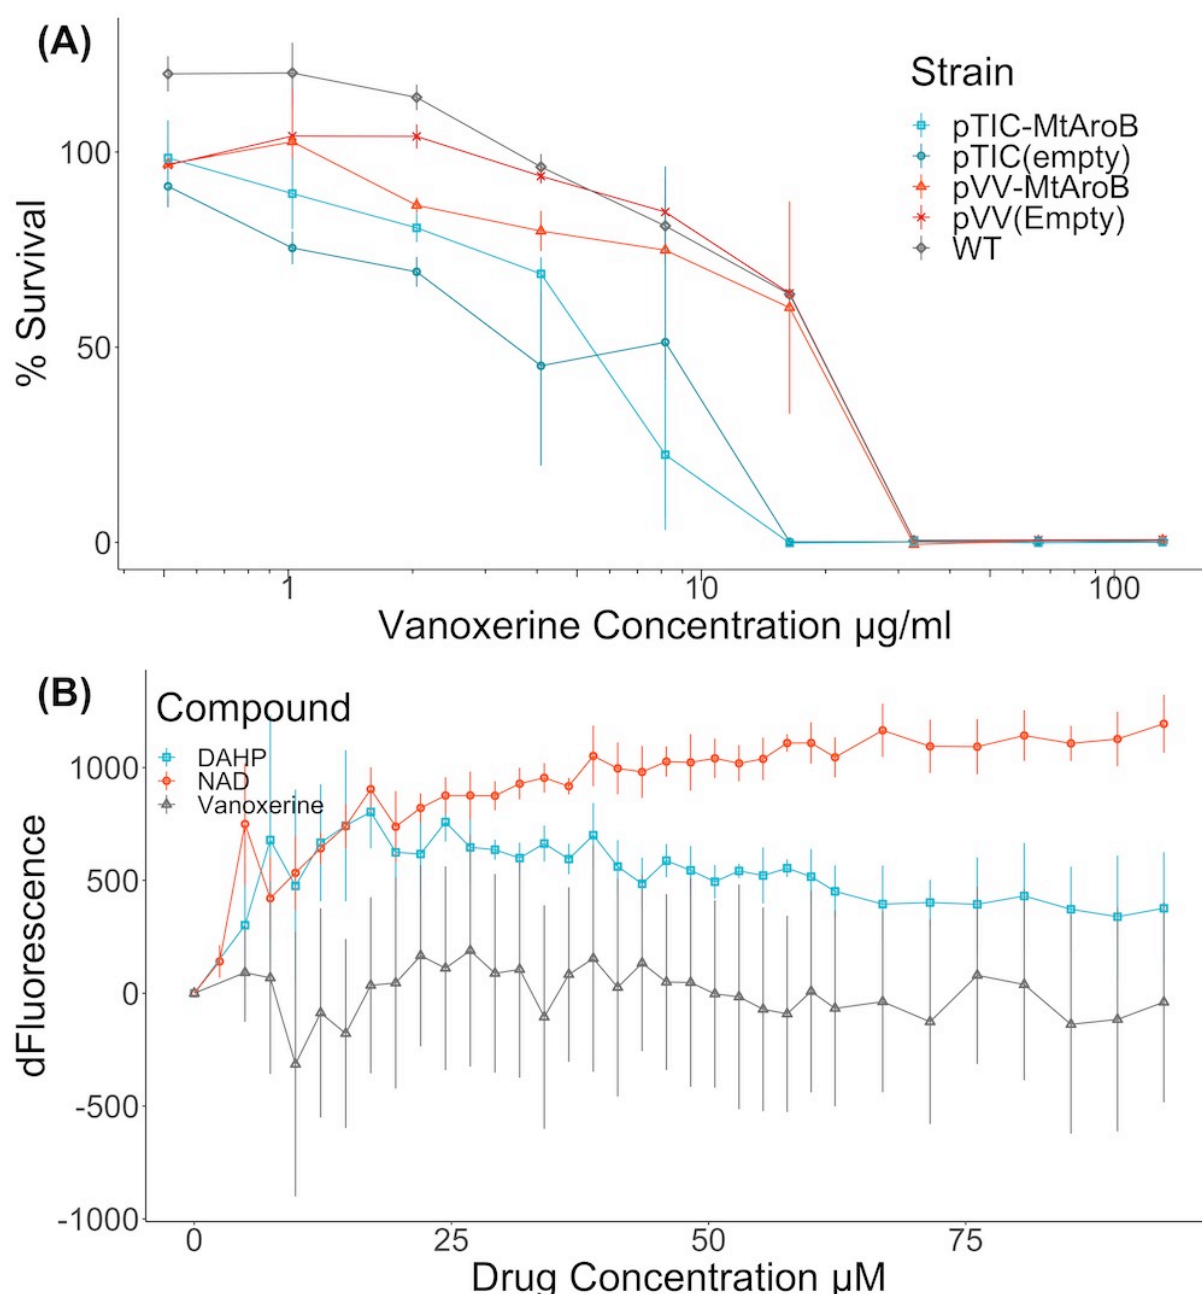 (A)
Strain
pTIC-MtAroB
pTIC(empty)
pVV-MtAroB
pVV(Empty)
WT
% Survival
100
50
0
1 10 100
Vanoxerine Concentration µg/ml
(B)
Compound
DAHP
NAD
Vanoxerine
dFluorescence
1000
500
0
-500
-1000
0 25 50 75
Drug Concentration µM